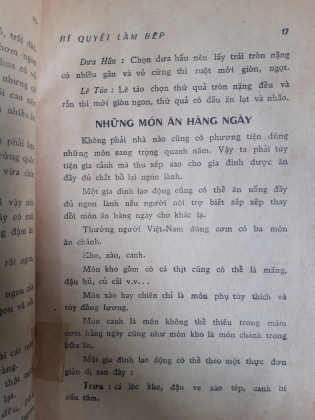 BÍ QUYẾT LÀM BẾP 17
Dưa Hấu : Chọn dưa hấu nên lấy trái tròn nặng
có nhiều gân và vỏ cứng thì ruột mới giòn, ngọt.
Lê Táo : Lê táo chọn thứ quả tròn nặng đều và
rắn thì mới giòn ngon, thứ quả có dấu ăn lạt và nhão.
NHỮNG MÓN ĂN HÀNG NGÀY
Không phải nhà nào cũng có phương tiện dùng
những món sang trọng quanh năm. Vậy ta phải tùy
tiện gia cảnh mà thu xếp sao cho gia đình được ăn
đầy đủ chất bổ lại ngon lành.
Một gia đình lao động cũng có thể ăn uống đầy
đủ ngon lành nếu người nội trợ biết sắp xếp thay
đổi món ăn hàng ngày cho khác lạ.
Thường người Việt-Nam dùng cơm có ba món
ăn chánh.
Kho, xào, canh.
Món kho gồm có cá thịt cũng có thể là măng,
đậu hủ, củ cải v.v...
Món xào hay chiên chỉ là món phụ tùy thích và
tùy đồng lương.
Món canh là món không thể thiếu trong mâm
cơm hàng ngày cũng như món kho là món chánh trong
bữa ăn.
Một gia đình lao động có thể theo một thực đơn
giản dị sau đây :
Trưa : cá lóc kho, đậu ve xào tép, canh bí
nấu tôm.